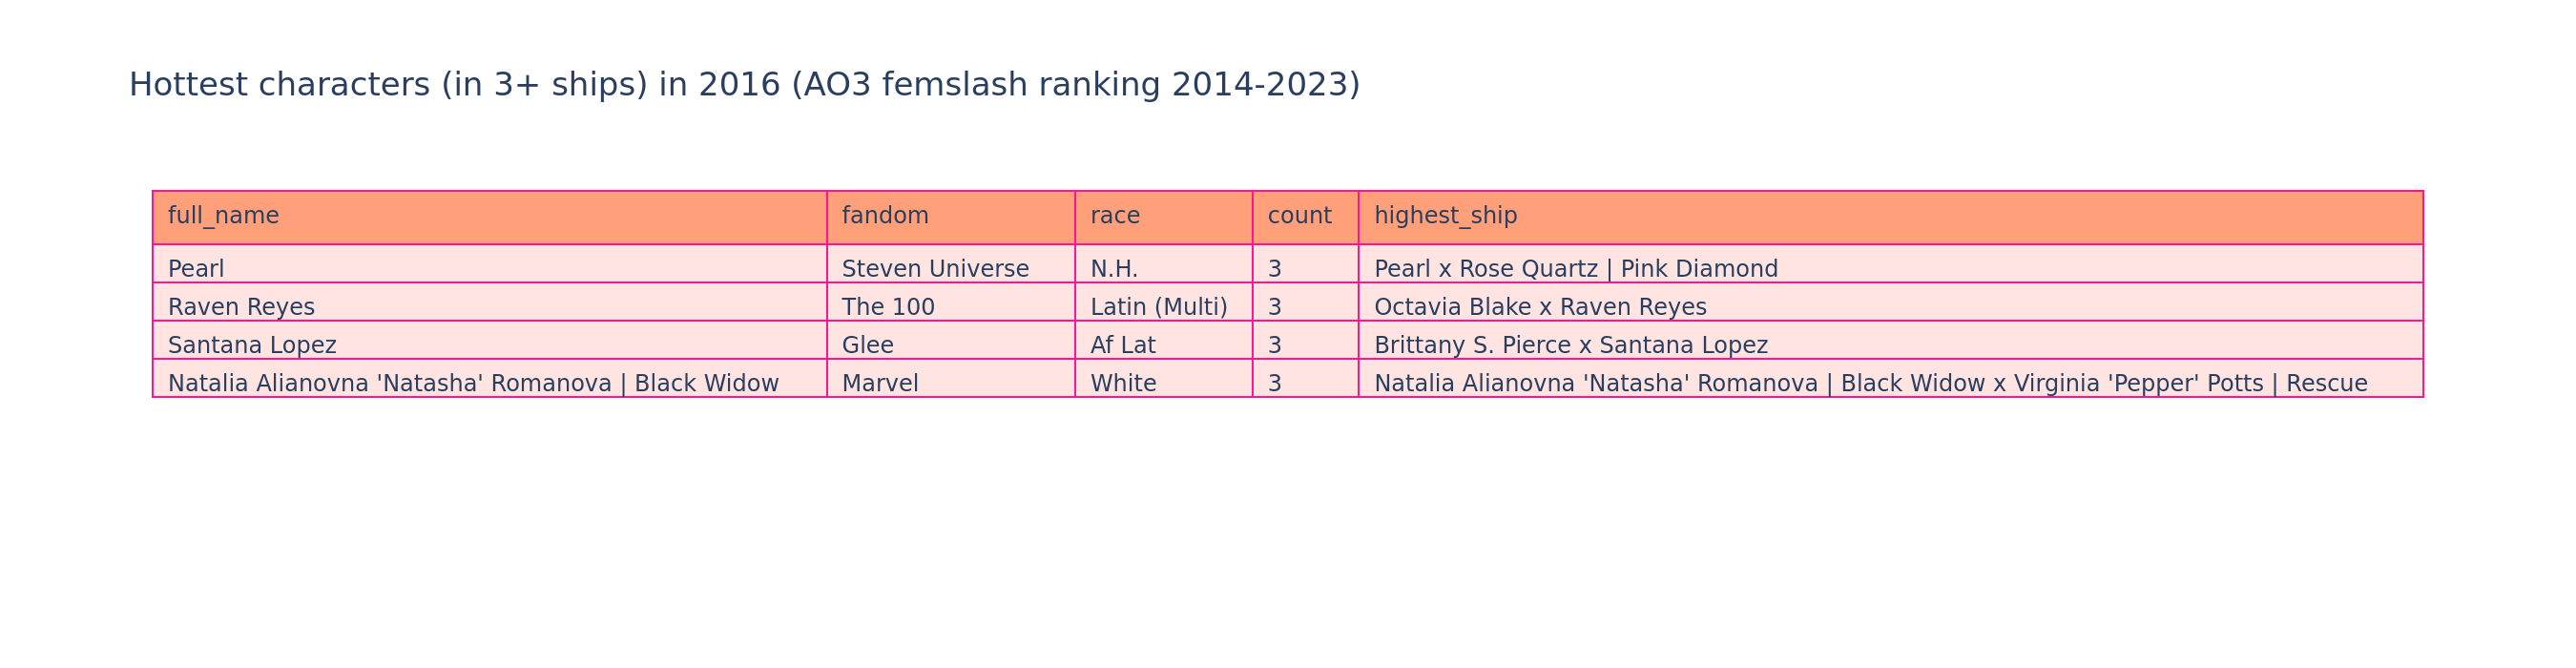 Hottest characters (in 3+ ships) in 2016 (AO3 femslash ranking 2014-2023)
full_name fandom race count highest_ship
Pearl Steven Universe N.H. 3 Pearl x Rose Quartz | Pink Diamond
Raven Reyes The 100 Latin (Multi) 3 Octavia Blake x Raven Reyes
Santana Lopez Glee Af Lat 3 Brittany S. Pierce x Santana Lopez
Natalia Alianovna 'Natasha' Romanova | Black Widow Marvel White 3 Natalia Alianovna 'Natasha' Romanova | Black Widow x Virginia 'Pepper' Potts | Rescue